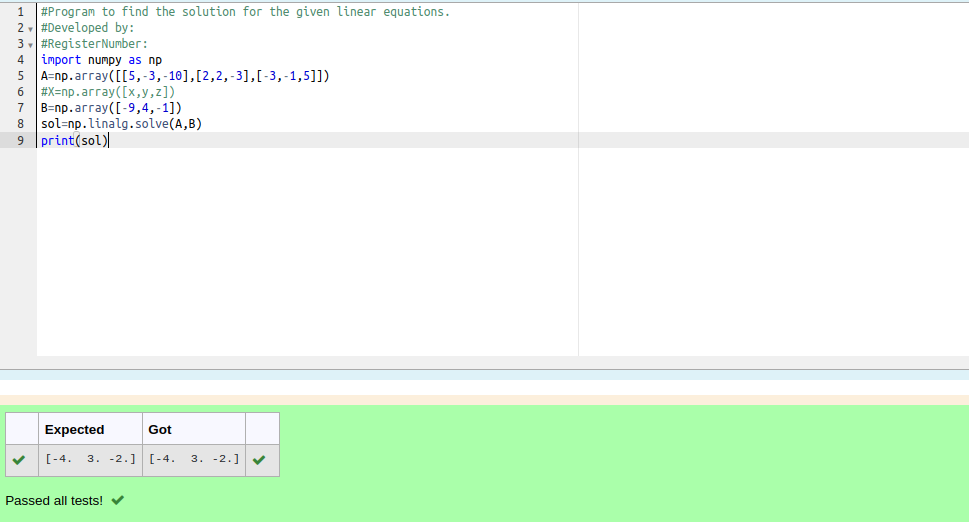 1 #Program to find the solution for the given linear equations.
2 #Developed by:
3 #RegisterNumber:
4 import numpy as np
5 A=np.array([[5,-3,-10],[2,2,-3],[-3,-1,5]])
6 #X=np.array([x,y,z])
7 B=np.array([-9,4,-1])
8 sol=np.linalg.solve(A,B)
9 print(sol)
Expected Got
[-4.  3. -2.] [-4.  3. -2.]
Passed all tests!